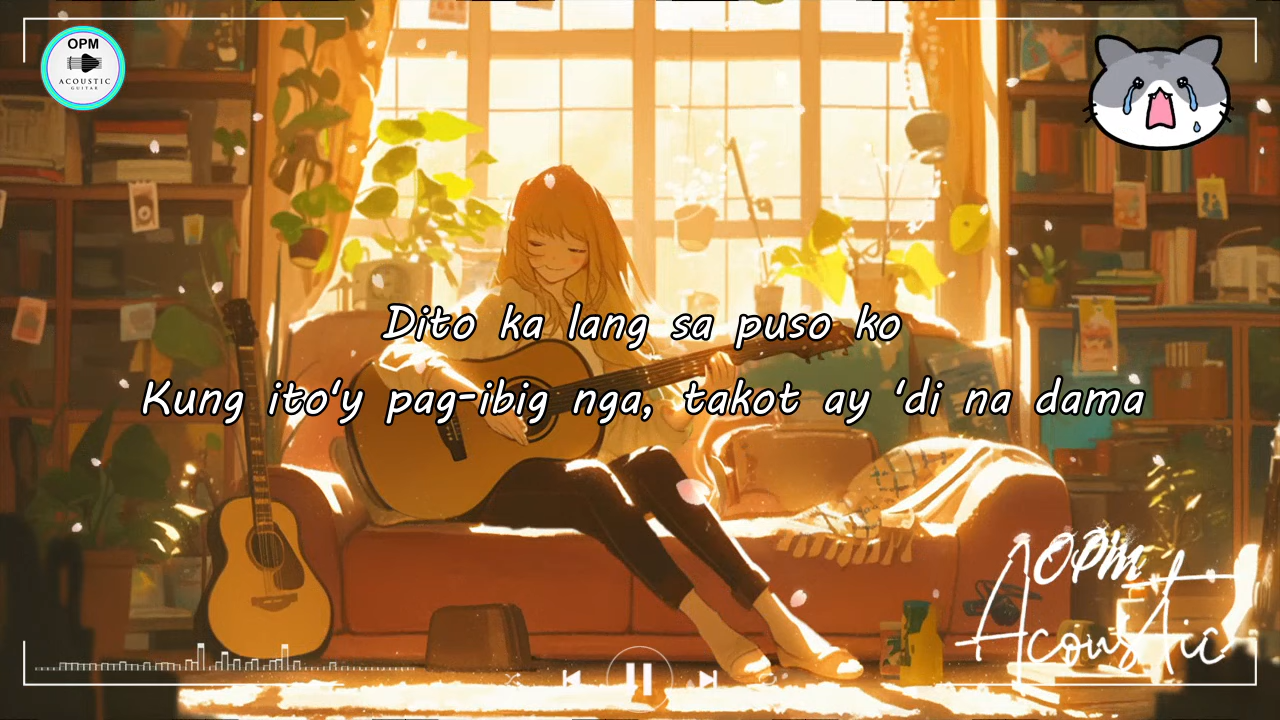 OPM
ACOUSTIC
GUITAR
Dito ka lang sa puso ko
Kung ito‘y pag-ibig nga, takot ay ‘di na dama
OPM
Acoustic